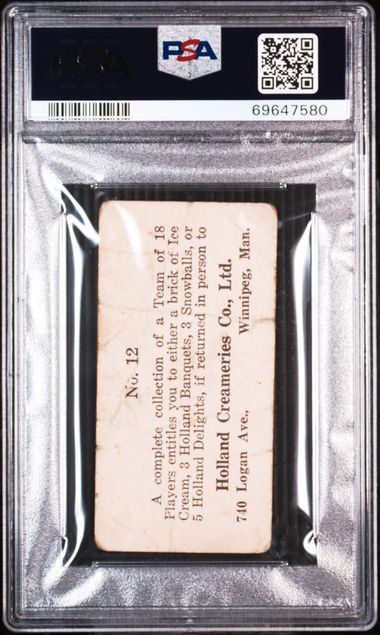 PSA
PSA
69647580
No. 12
A complete collection of a Team of 18
Players entitles you to either a brick of Ice
Cream, 3 Holland Banquets, 3 Snowballs, or
5 Holland Delights, if returned in person to
Holland Creameries Co., Ltd.
740 Logan Ave., Winnipeg, Man.